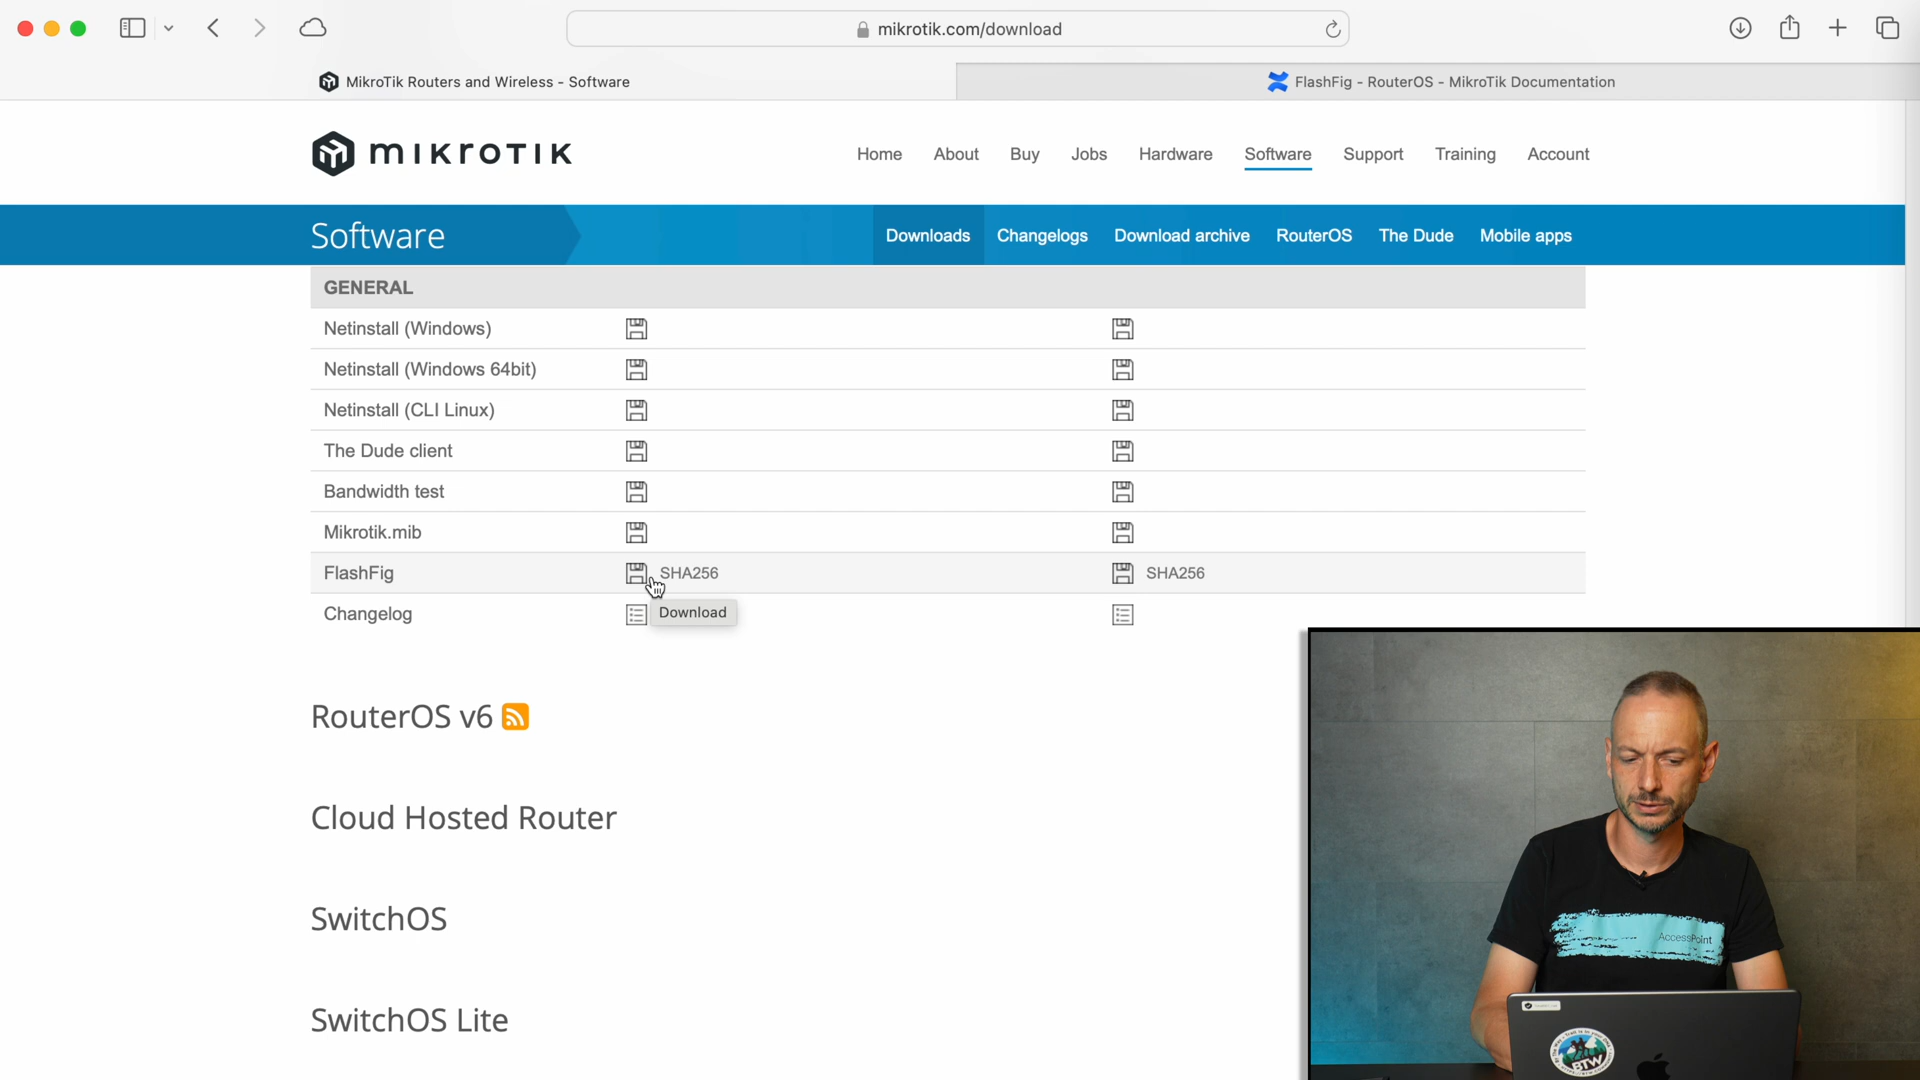 mikrotik.com/download
MikroTik Routers and Wireless - Software
FlashFig - RouterOS - MikroTik Documentation
mikrotik
Home About Buy Jobs Hardware Software Support Training Account
Software
Downloads Changelogs Download archive RouterOS The Dude Mobile apps
GENERAL
Netinstall (Windows)
Netinstall (Windows 64bit)
Netinstall (CLI Linux)
The Dude client
Bandwidth test
Mikrotik.mib
FlashFig SHA256 SHA256
Changelog
Download
RouterOS v6
Cloud Hosted Router
SwitchOS
SwitchOS Lite
AccessPoint
BTW